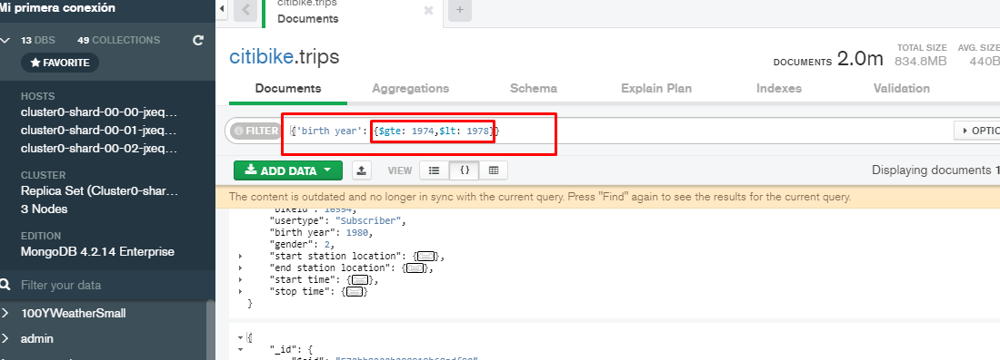 Mi primera conexión
13 DBS 49 COLLECTIONS
FAVORITE
HOSTS
cluster0-shard-00-00-jxeq...
cluster0-shard-00-01-jxeq...
cluster0-shard-00-02-jxeq...
CLUSTER
Replica Set (Cluster0-shar...
3 Nodes
EDITION
MongoDB 4.2.14 Enterprise
Filter your data
100YWeatherSmall
admin
citibike.trips
Documents
citibike.trips
DOCUMENTS 2.0m
TOTAL SIZE
834.8MB
AVG. SIZE
440B
Documents Aggregations Schema Explain Plan Indexes Validation
FILTER {'birth year': {$gte: 1974,$lt: 1978}}
OPTIO
ADD DATA VIEW {} Displaying documents 1
The content is outdated and no longer in sync with the current query. Press "Find" again to see the results for the current query.
"usertype": "Subscriber",
"birth year": 1980,
"gender": 2,
"start station location": {...},
"end station location": {...},
"start time": {...},
"stop time": {...}
}
{
"_id": {